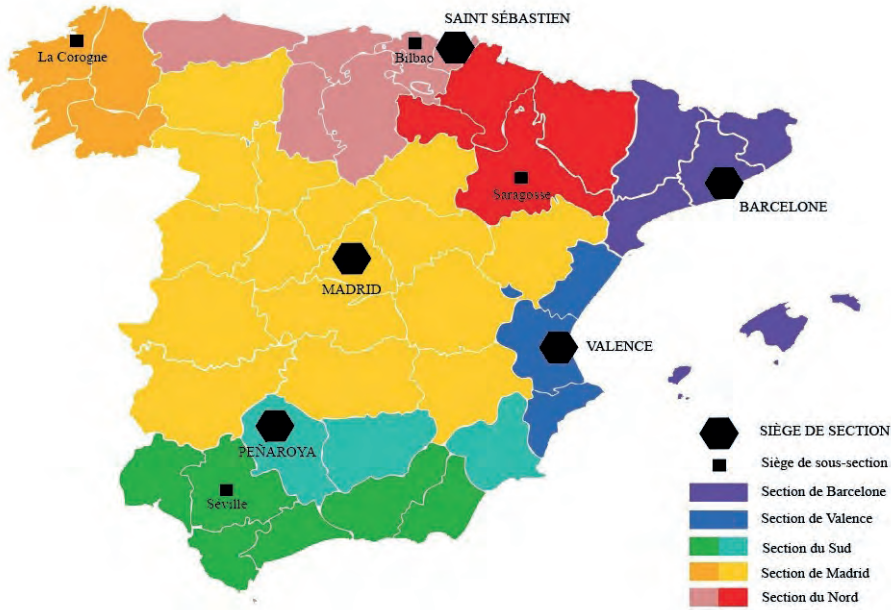 SAINT SÉBASTIEN
La Corogne
Bilbao
Saragosse
BARCELONE
MADRID
VALENCE
PEÑAROYA
Séville
SIÈGE DE SECTION
Siège de sous-section
Section de Barcelone
Section de Valence
Section du Sud
Section de Madrid
Section du Nord